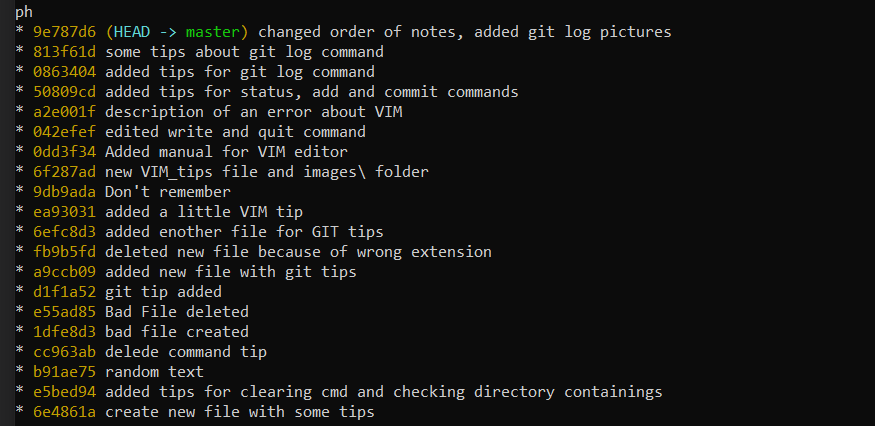 ph
* 9e787d6 (HEAD -> master) changed order of notes, added git log pictures
* 813f61d some tips about git log command
* 0863404 added tips for git log command
* 50809cd added tips for status, add and commit commands
* a2e001f description of an error about VIM
* 042efef edited write and quit command
* 0dd3f34 Added manual for VIM editor
* 6f287ad new VIM_tips file and images\ folder
* 9db9ada Don't remember
* ea93031 added a little VIM tip
* 6efc8d3 added enother file for GIT tips
* fb9b5fd deleted new file because of wrong extension
* a9ccb09 added new file with git tips
* d1f1a52 git tip added
* e55ad85 Bad File deleted
* 1dfe8d3 bad file created
* cc963ab delede command tip
* b91ae75 random text
* e5bed94 added tips for clearing cmd and checking directory containings
* 6e4861a create new file with some tips